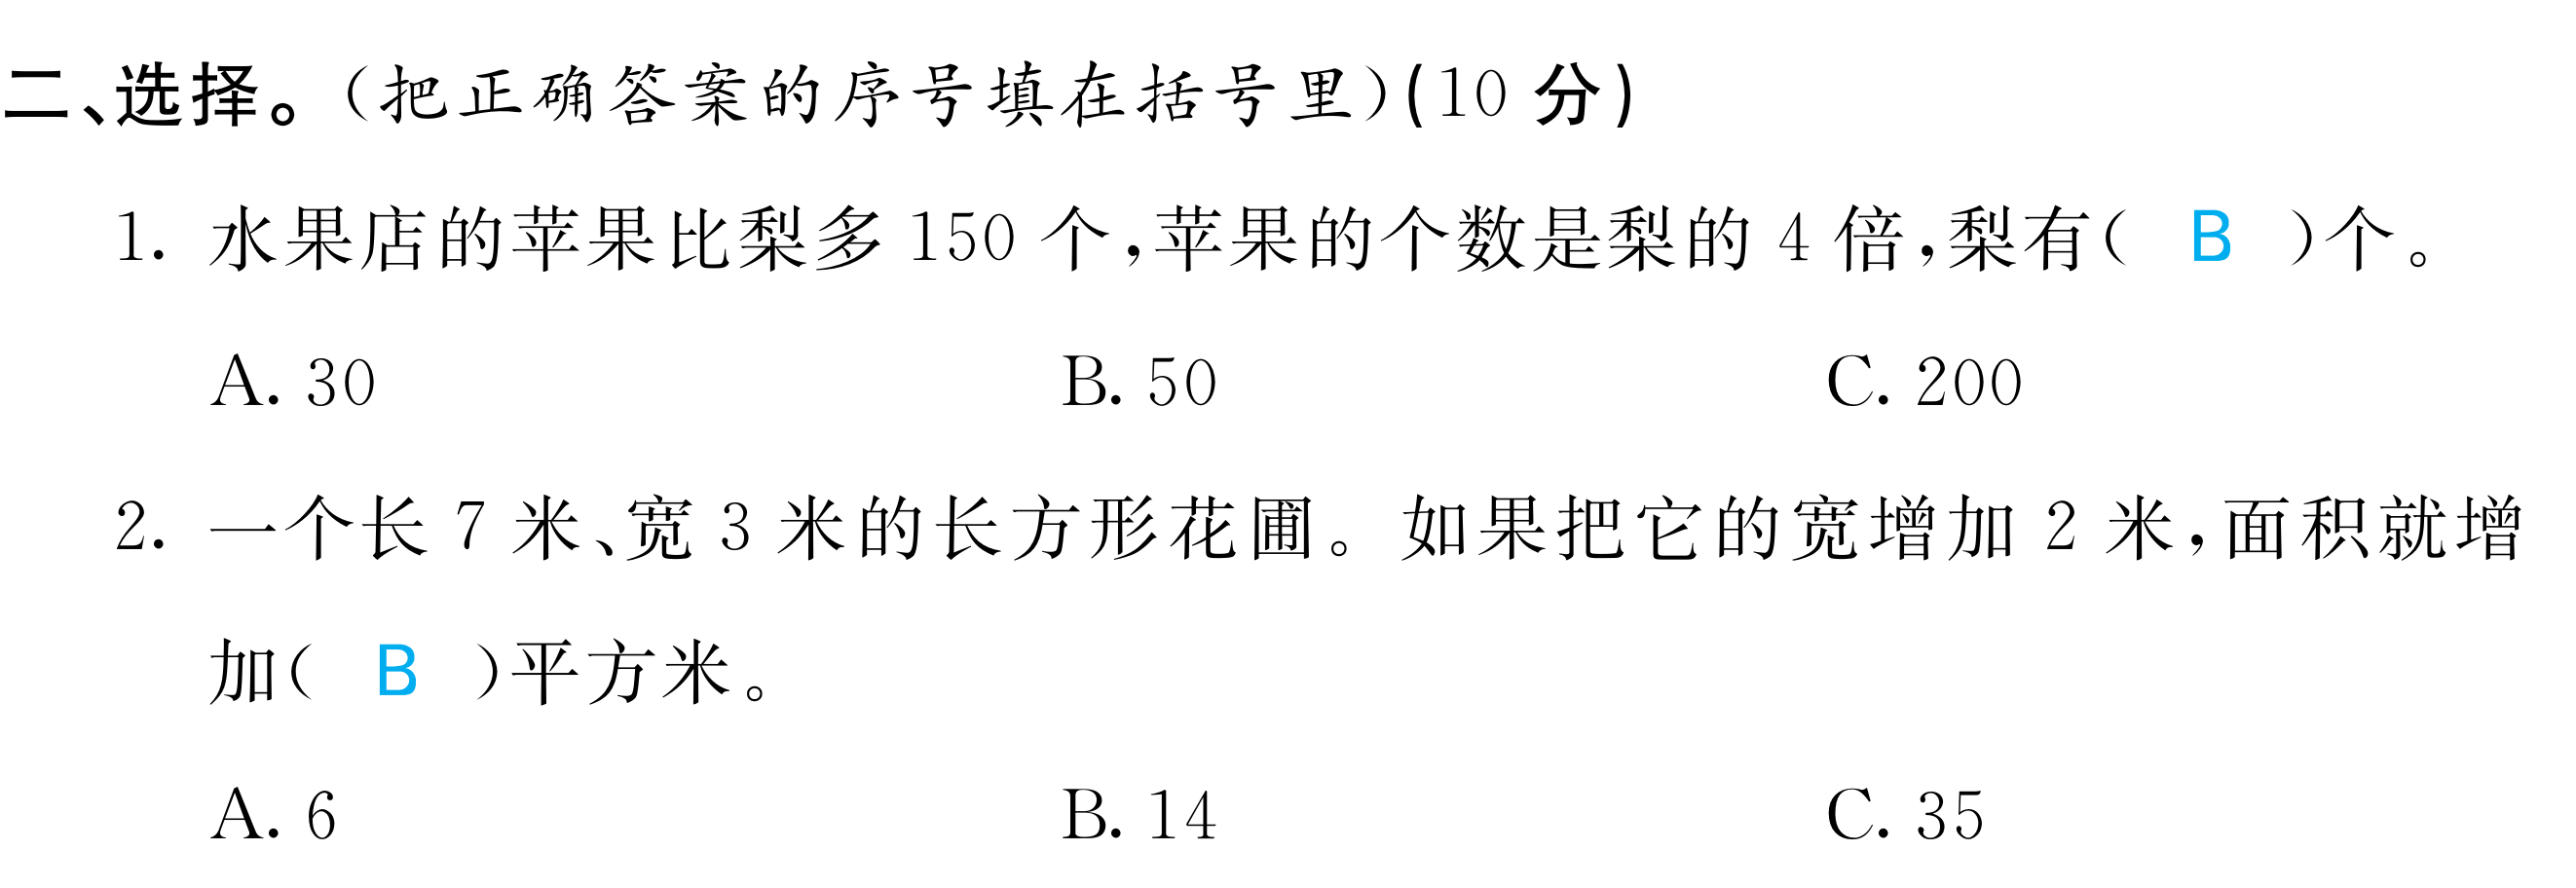 二、选择。(把正确答案的序号填在括号里)(10 分)
1. 水果店的苹果比梨多 150 个,苹果的个数是梨的 4 倍,梨有( B )个。
A. 30 B. 50 C. 200
2. 一个长 7 米、宽 3 米的长方形花圃。如果把它的宽增加 2 米,面积就增
加( B )平方米。
A. 6 B. 14 C. 35